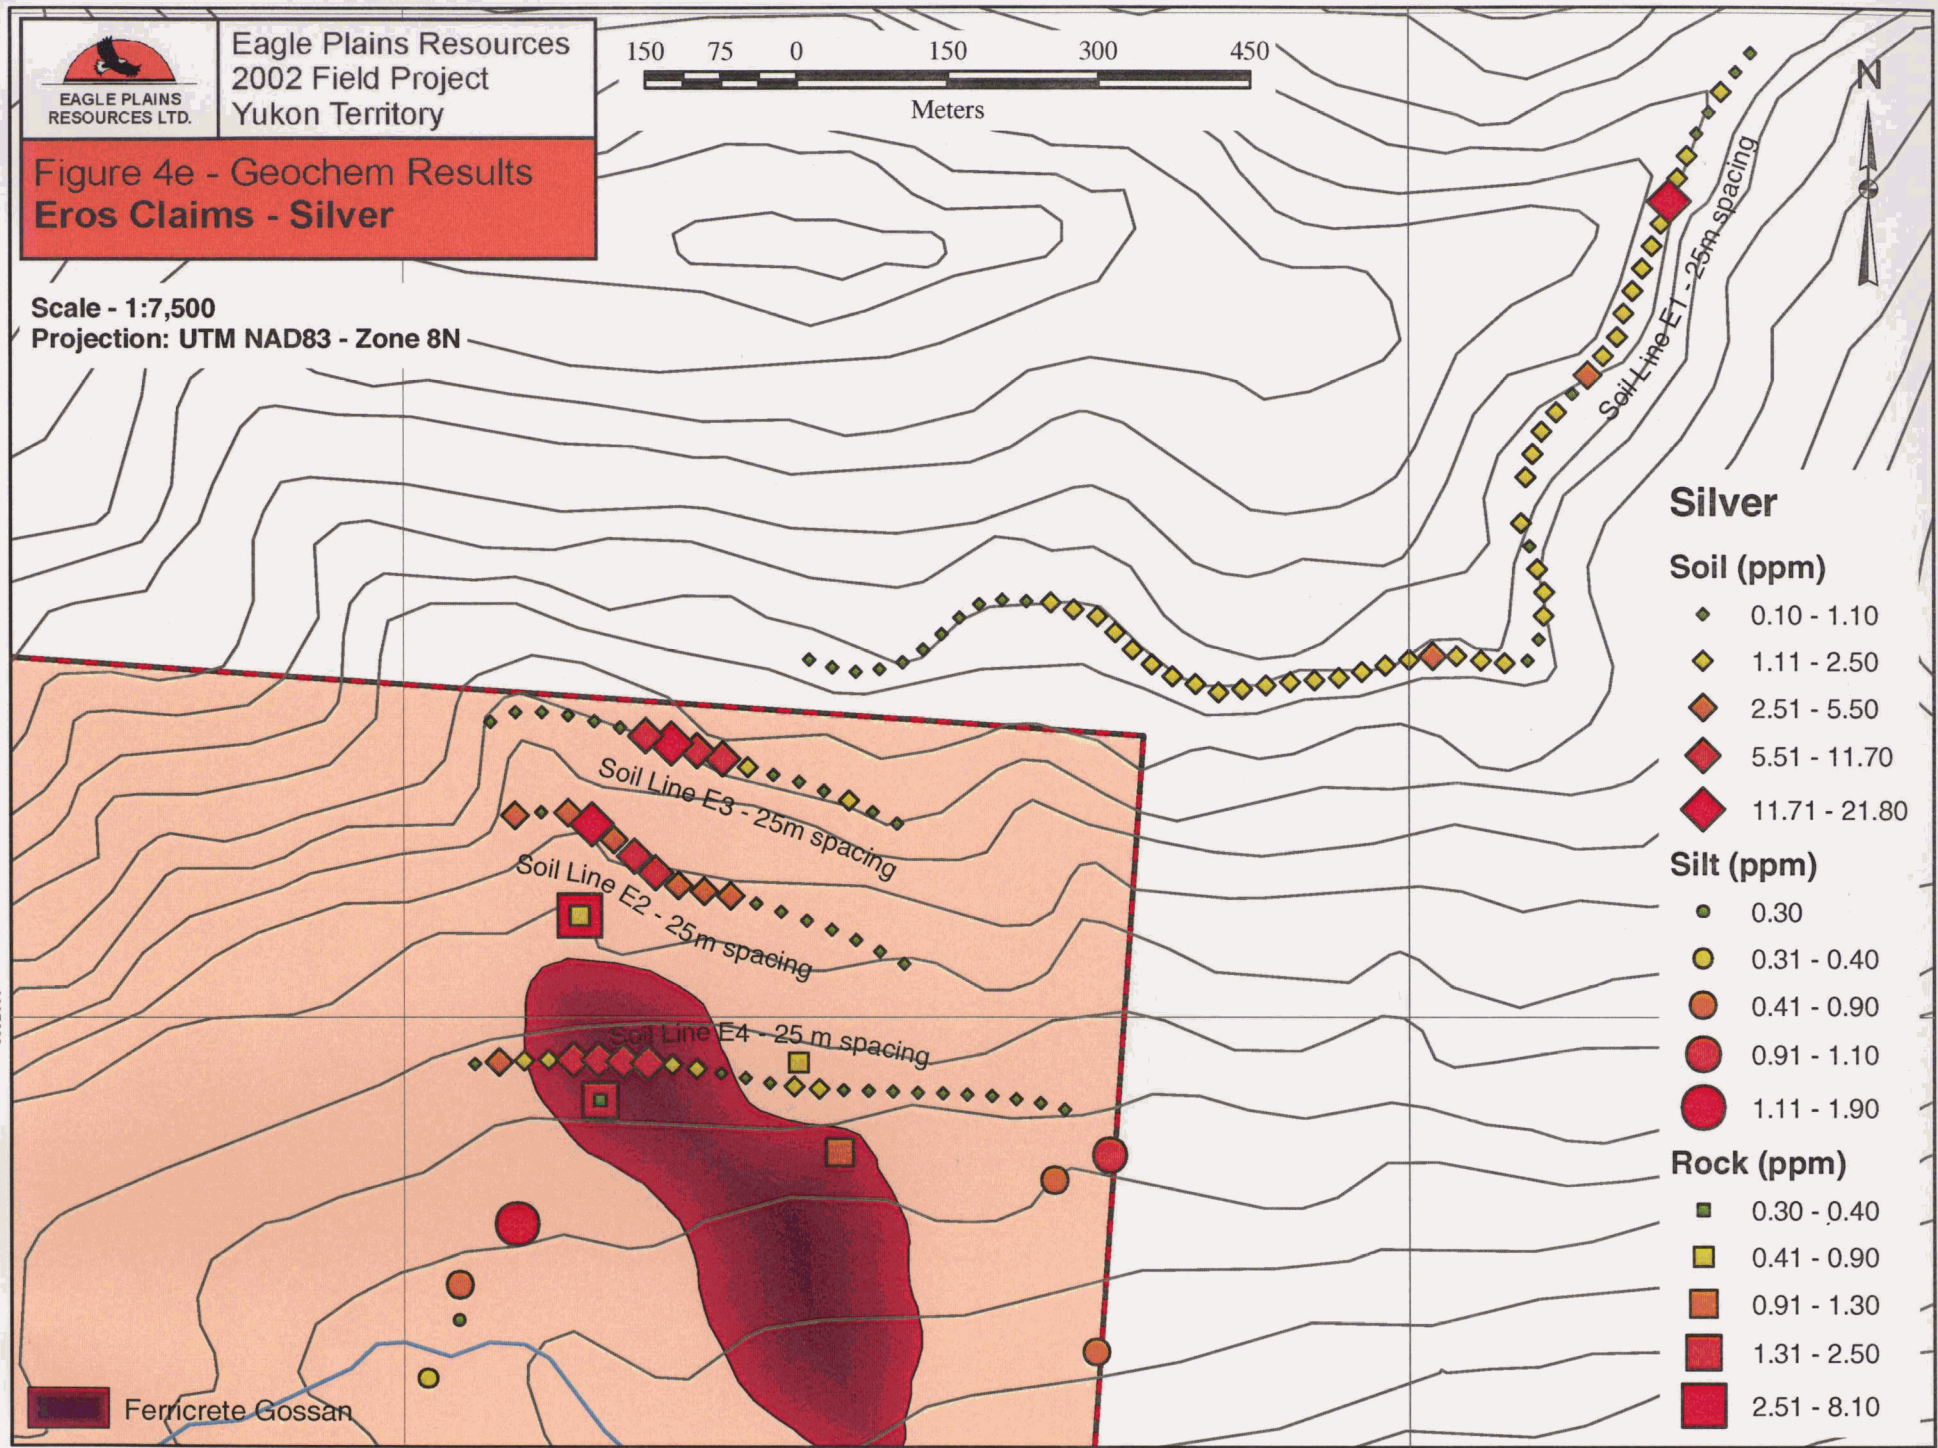 EAGLE PLAINS
RESOURCES LTD.
Eagle Plains Resources
2002 Field Project
Yukon Territory
Figure 4e - Geochem Results
Eros Claims - Silver
Scale - 1:7,500
Projection: UTM NAD83 - Zone 8N
150 75 0 150 300 450
Meters
N
Soil Line E1 - 25m spacing
Soil Line E3 - 25m spacing
Soil Line E2 - 25m spacing
Soil Line E4 - 25 m spacing
Silver
Soil (ppm)
0.10 - 1.10
1.11 - 2.50
2.51 - 5.50
5.51 - 11.70
11.71 - 21.80
Silt (ppm)
0.30
0.31 - 0.40
0.41 - 0.90
0.91 - 1.10
1.11 - 1.90
Rock (ppm)
0.30 - 0.40
0.41 - 0.90
0.91 - 1.30
1.31 - 2.50
2.51 - 8.10
Ferricrete Gossan